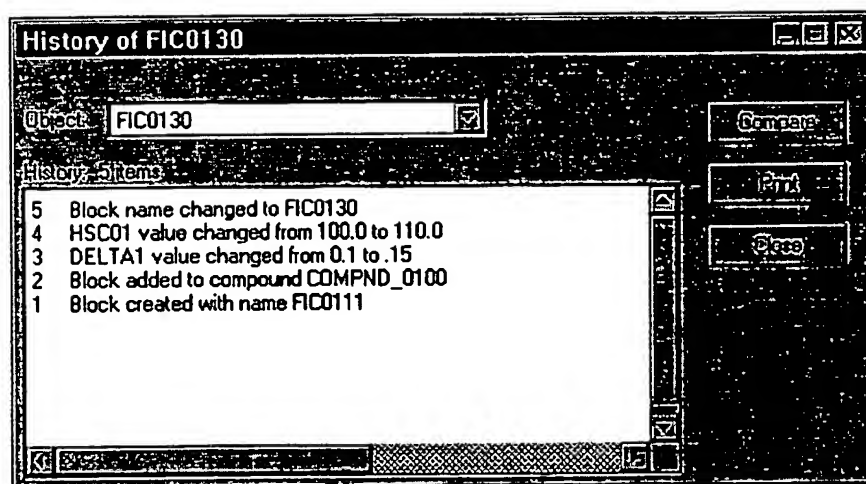 History of FIC0130
Object: FIC0130
Compare
History: 5 items
Print
Close
5 Block name changed to FIC0130
4 HSCO1 value changed from 100.0 to 110.0
3 DELTA1 value changed from 0.1 to .15
2 Block added to compound COMPND_0100
1 Block created with name FIC0111